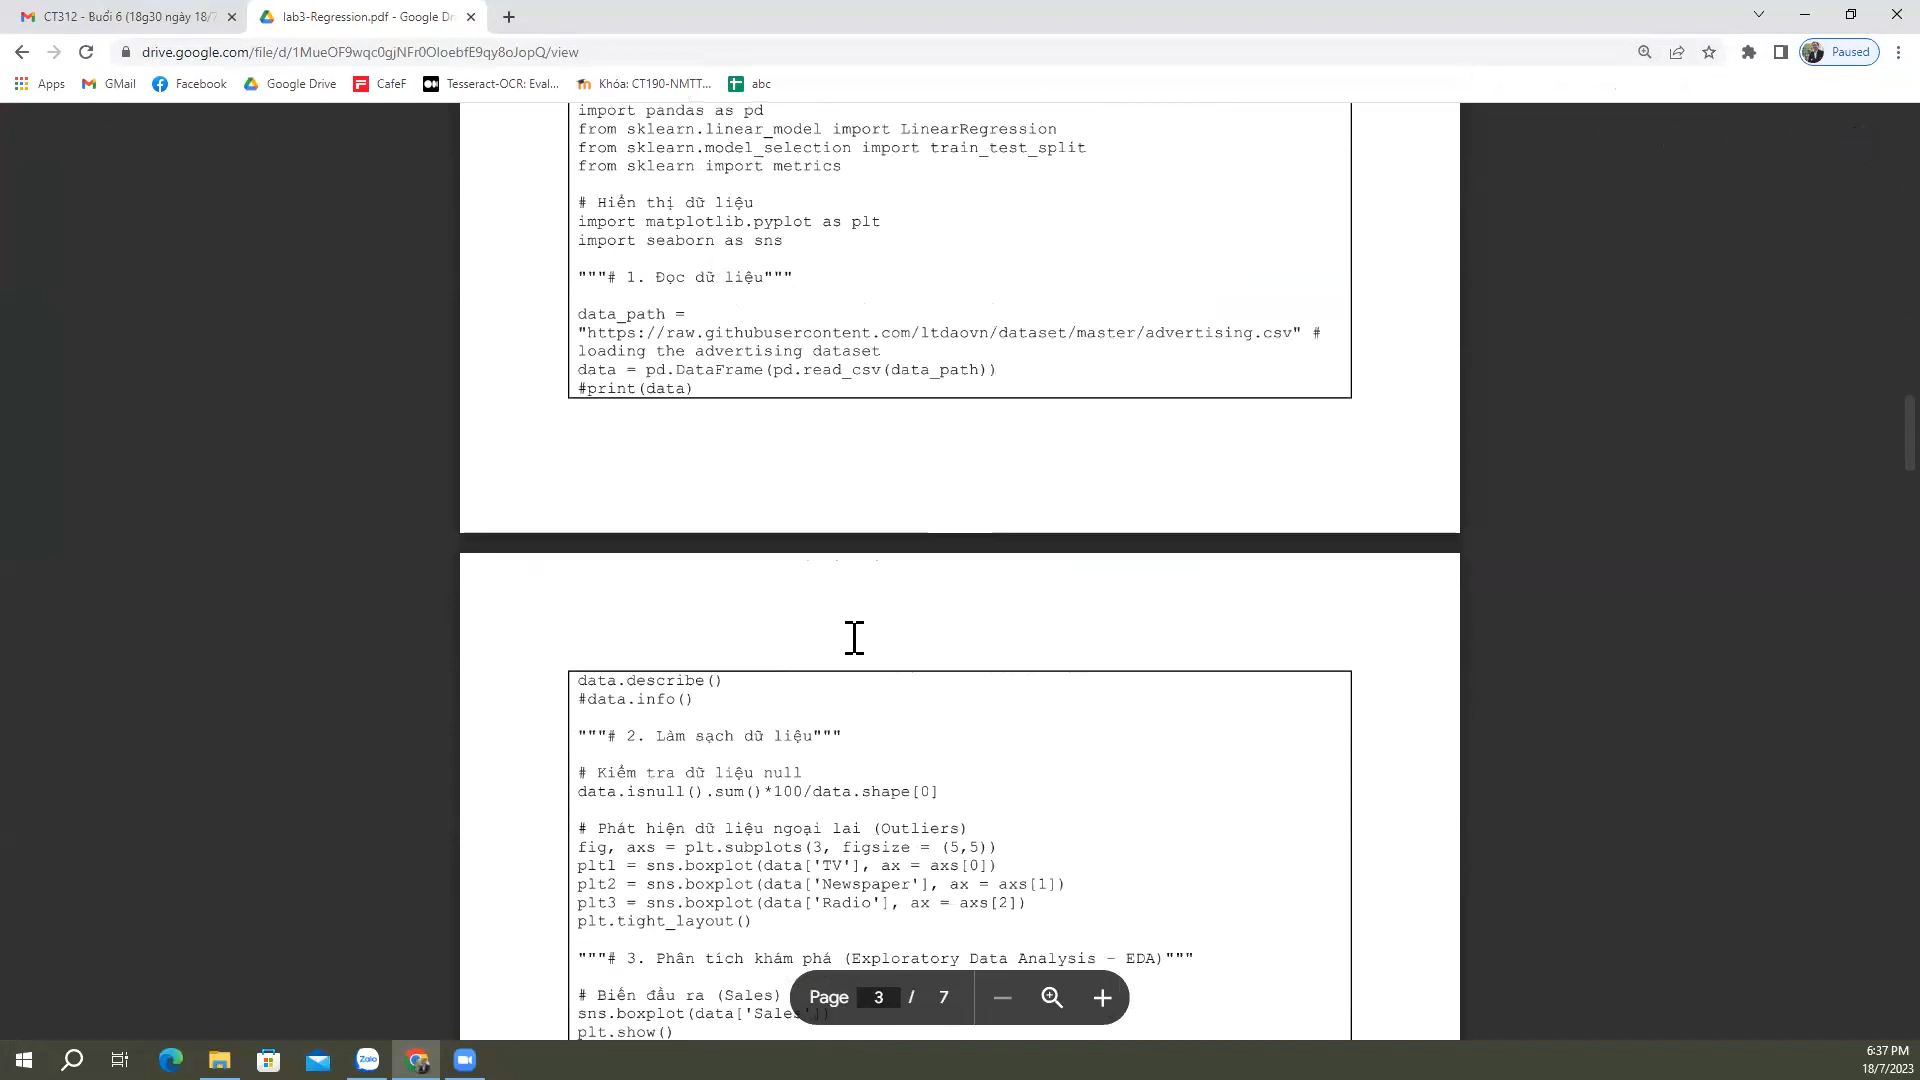 CT312 - Buổi 6 (18g30 ngày 18/7
lab3-Regression.pdf - Google Dr
drive.google.com/file/d/1MueOF9wqc0gjNFr0OloebfE9qy8oJopQ/view
Paused
Apps
GMail
Facebook
Google Drive
CafeF
Tesseract-OCR: Eval...
Khóa: CT190-NMTT...
abc
import pandas as pd
from sklearn.linear_model import LinearRegression
from sklearn.model_selection import train_test_split
from sklearn import metrics
# Hiển thị dữ liệu
import matplotlib.pyplot as plt
import seaborn as sns
"""# 1. Đọc dữ liệu"""
data_path =
"https://raw.githubusercontent.com/ltdaovn/dataset/master/advertising.csv" #
loading the advertising dataset
data = pd.DataFrame(pd.read_csv(data_path))
#print(data)
data.describe()
#data.info()
"""# 2. Làm sạch dữ liệu"""
# Kiểm tra dữ liệu null
data.isnull().sum()*100/data.shape[0]
# Phát hiện dữ liệu ngoại lai (Outliers)
fig, axs = plt.subplots(3, figsize = (5,5))
plt1 = sns.boxplot(data['TV'], ax = axs[0])
plt2 = sns.boxplot(data['Newspaper'], ax = axs[1])
plt3 = sns.boxplot(data['Radio'], ax = axs[2])
plt.tight_layout()
"""# 3. Phân tích khám phá (Exploratory Data Analysis - EDA)"""
# Biến đầu ra (Sales)
sns.boxplot(data['Sales'])
plt.show()
Page 3 / 7
Zalo
6:37 PM
18/7/2023